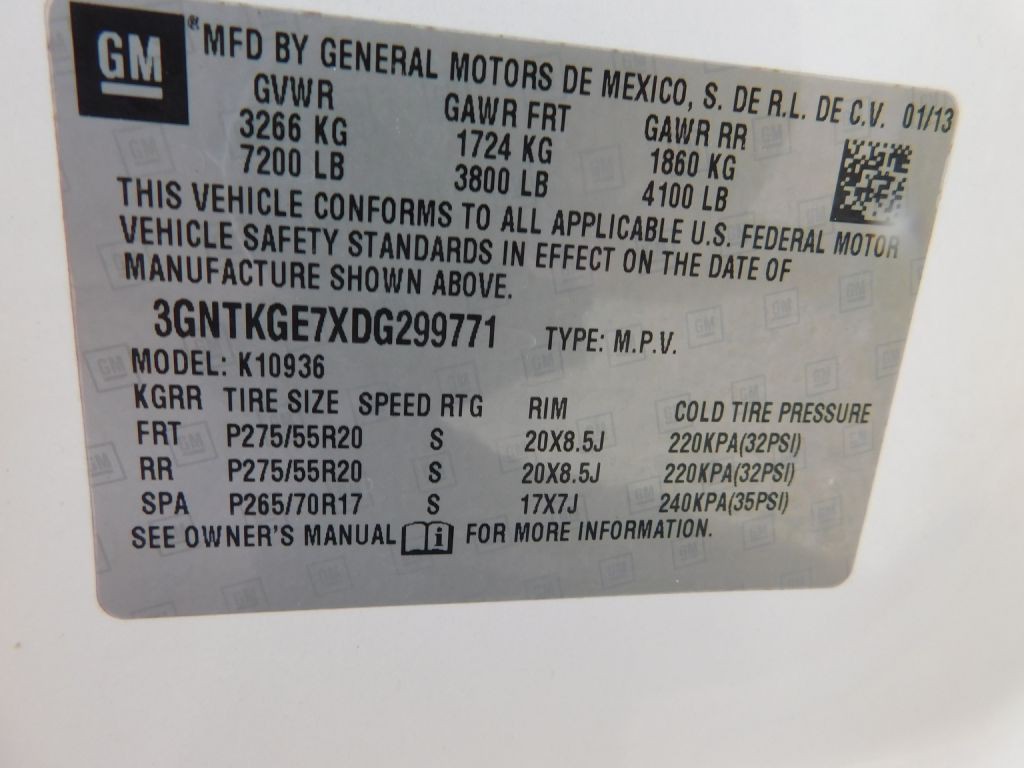 GM
® MFD BY GENERAL MOTORS DE MEXICO, S. DE R.L. DE C.V. 01/13
GVWR GAWR FRT GAWR RR
3266 KG 1724 KG 1860 KG
7200 LB 3800 LB 4100 LB
THIS VEHICLE CONFORMS TO ALL APPLICABLE U.S. FEDERAL MOTOR
VEHICLE SAFETY STANDARDS IN EFFECT ON THE DATE OF
MANUFACTURE SHOWN ABOVE.
3GNTKGE7XDG299771 TYPE: M.P.V.
MODEL: K10936
KGRR TIRE SIZE SPEED RTG RIM COLD TIRE PRESSURE
FRT P275/55R20 S 20X8.5J 220KPA(32PSI)
RR P275/55R20 S 20X8.5J 220KPA(32PSI)
SPA P265/70R17 S 17X7J 240KPA(35PSI)
SEE OWNER'S MANUAL i FOR MORE INFORMATION.